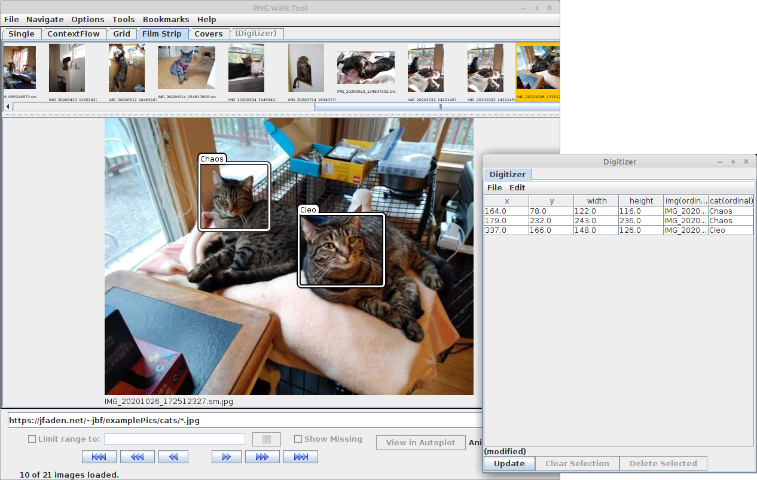 PNG Walk Tool
File Navigate Options Tools Bookmarks Help
Single ContextFlow Grid Film Strip Covers (Digitizer)
Chaos
Cleo
IMG_20201026_172512327.sm.jpg
https://jfaden.net/~jbf/examplePics/cats/*.jpg
Limit range to: Show Missing View in Autoplot
10 of 21 images loaded.
Digitizer
Digitizer
File Edit
x y width height img(ordin... cat(ordinal)
164.0 78.0 122.0 116.0 IMG_2020... Chaos
179.0 232.0 243.0 236.0 IMG_2020... Chaos
337.0 166.0 148.0 126.0 IMG_2020... Cleo
(modified)
Update Clear Selection Delete Selected